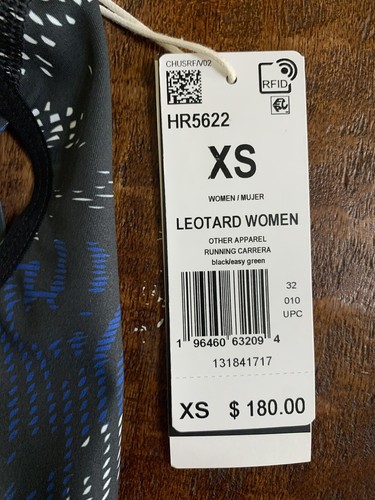 CHUSRF/V02
RFID
HR5622
XS
WOMEN / MUJER
LEOTARD WOMEN
OTHER APPAREL
RUNNING CARRERA
black/easy green
32
010
UPC
1 96460 63209 4
131841717
XS $ 180.00